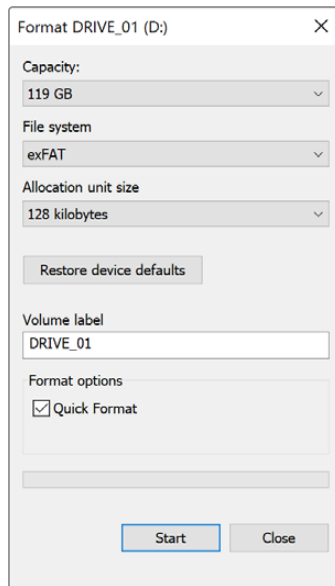 Format DRIVE_01 (D:)
Capacity:
119 GB
File system
exFAT
Allocation unit size
128 kilobytes
Restore device defaults
Volume label
DRIVE_01
Format options
Quick Format
Start Close